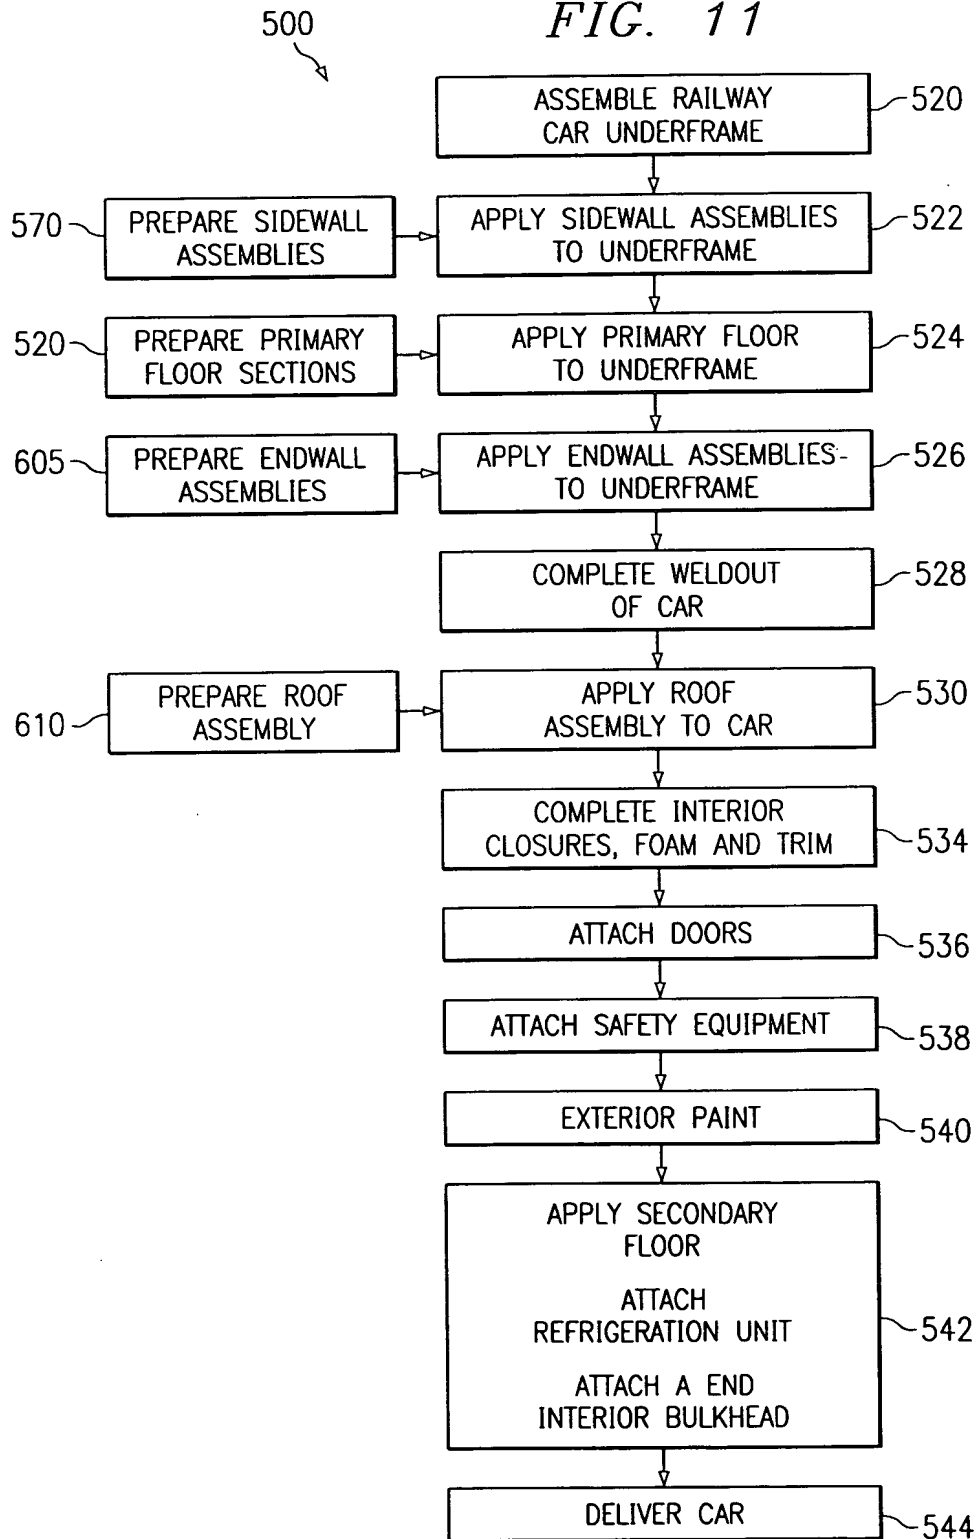 FIG. 11
500
ASSEMBLE RAILWAY
CAR UNDERFRAME
520
570
PREPARE SIDEWALL
ASSEMBLIES
APPLY SIDEWALL ASSEMBLIES
TO UNDERFRAME
522
520
PREPARE PRIMARY
FLOOR SECTIONS
APPLY PRIMARY FLOOR
TO UNDERFRAME
524
605
PREPARE ENDWALL
ASSEMBLIES
APPLY ENDWALL ASSEMBLIES
TO UNDERFRAME
526
COMPLETE WELDOUT
OF CAR
528
610
PREPARE ROOF
ASSEMBLY
APPLY ROOF
ASSEMBLY TO CAR
530
COMPLETE INTERIOR
CLOSURES, FOAM AND TRIM
534
ATTACH DOORS
536
ATTACH SAFETY EQUIPMENT
538
EXTERIOR PAINT
540
APPLY SECONDARY
FLOOR
ATTACH
REFRIGERATION UNIT
ATTACH A END
INTERIOR BULKHEAD
542
DELIVER CAR
544